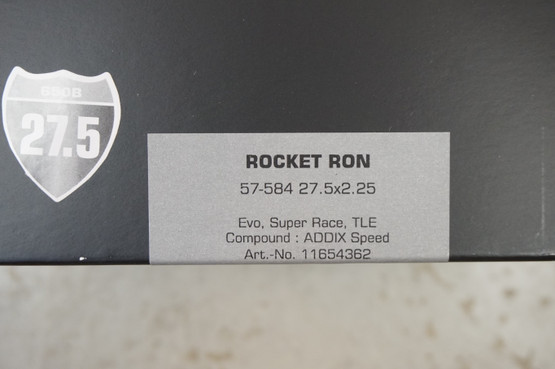 650B
27.5
ROCKET RON
57-584 27.5x2.25
Evo, Super Race, TLE
Compound : ADDIX Speed
Art.-No. 11654362